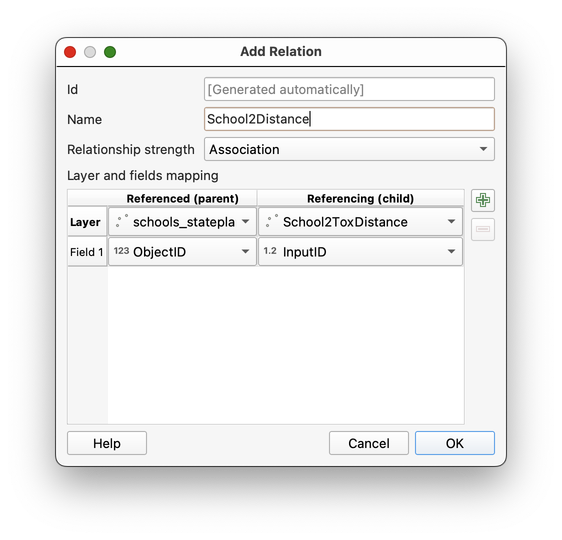 Add Relation
Id [Generated automatically]
Name School2Distance
Relationship strength Association
Layer and fields mapping
Referenced (parent) Referencing (child)
Layer schools_statepla School2ToxDistance
Field 1 123 ObjectID 1.2 InputID
Help Cancel OK